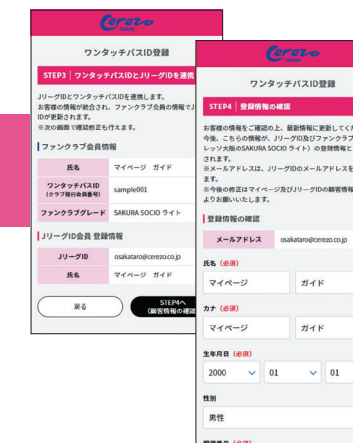 Cerezo
OSAKA
ワンタッチパスID登録
STEP3 ワンタッチパスIDとJリーグIDを連携
JリーグIDとワンタッチパスIDを連携します。
お客様の情報が統合され、ファンクラブ会員の情報でJ
IDが更新されます。
※次の画面で確認修正も行えます。
ファンクラブ会員情
氏名 マイページ ガイド
ワンタッチパスID
(クラブ発行会員番号) sample001
ファンクラブグレード SAKURA SOCIO ライト
JリーグID会員 登録情報
JリーグID osakataro@cerezo.co.jp
氏名 マイページ ガイド
戻る
STEP4へ
(顧客情報の確認
Cerezo
OSAKA
ワンタッチパスID登録
STEP4 登録情報の確認
お客様の情報をご確認の上、最新情報に更新してくだ
今後、こちらの情報が、JリーグID及びファンクラブ
レッソ大阪のSAKURA SOCIO ライト）の登録情報と
されます。
※メールアドレスは、JリーグIDのメールアドレスを
ます。
※今後の修正はマイページ及びJリーグIDの顧客情報
よりお願いいたします。
登録情報の確認
メールアドレス osakataro@cerezo.co.jp
氏名（必須）
マイページ ガイド
カナ（必須）
マイページ ガイド
生年月日（必須）
2000 01 01
性別
男性